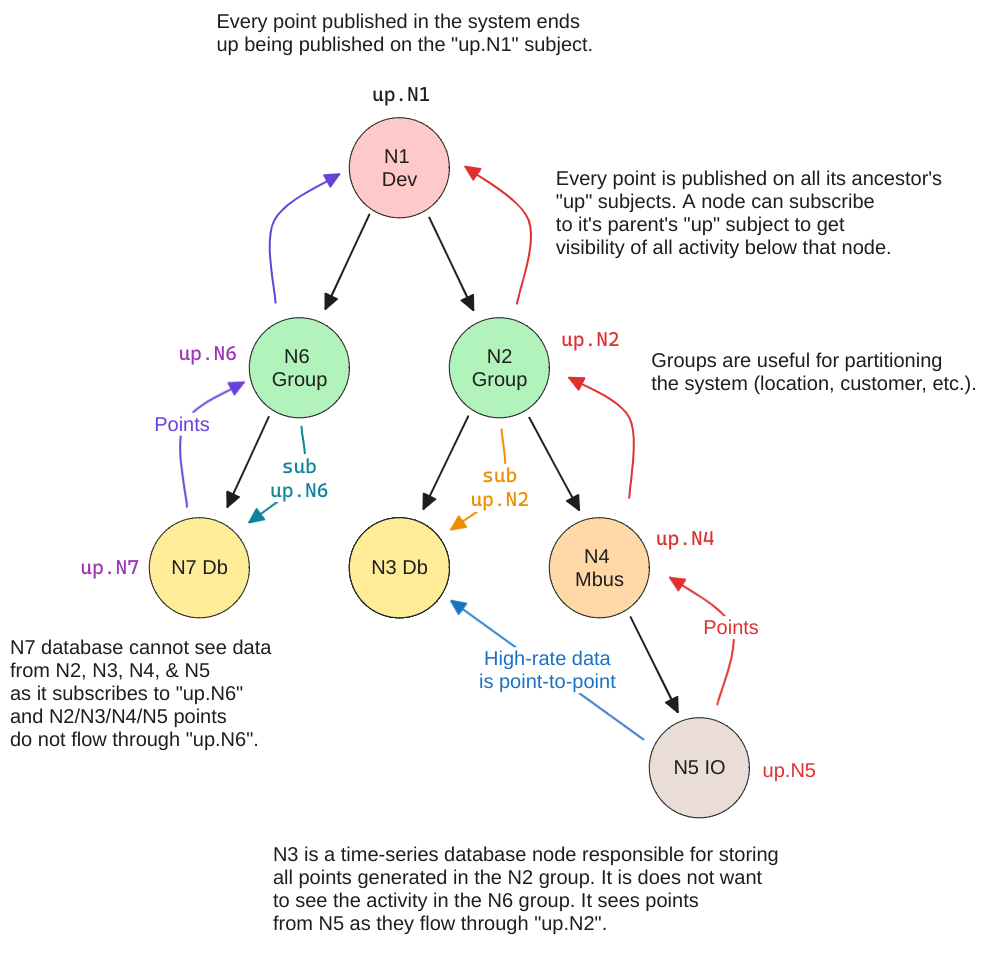 Every point published in the system ends
up being published on the "up.N1" subject.
up.N1
N1
Dev
Every point is published on all its ancestor's
"up" subjects. A node can subscribe
to it's parent's "up" subject to get
visibility of all activity below that node.
up.N6
N6
Group
N2
Group
up.N2
Groups are useful for partitioning
the system (location, customer, etc.).
Points
sub
up.N6
sub
up.N2
up.N7
N7 Db
N3 Db
N4
Mbus
up.N4
Points
N7 database cannot see data
from N2, N3, N4, & N5
as it subscribes to "up.N6"
and N2/N3/N4/N5 points
do not flow through "up.N6".
High-rate data
is point-to-point
N5 IO
up.N5
N3 is a time-series database node responsible for storing
all points generated in the N2 group. It is does not want
to see the activity in the N6 group. It sees points
from N5 as they flow through "up.N2".